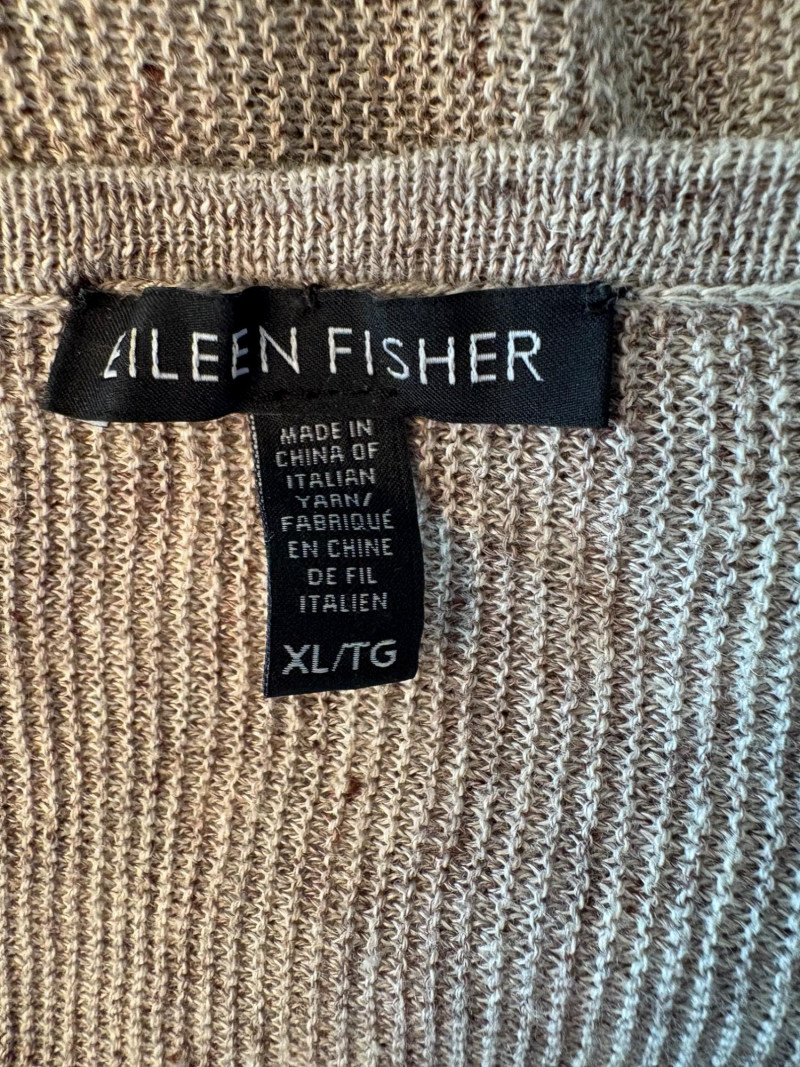 EILEEN FISHER
MADE IN
CHINA OF
ITALIAN
YARN/
FABRIQUÉ
EN CHINE
DE FIL
ITALIEN
XL/TG